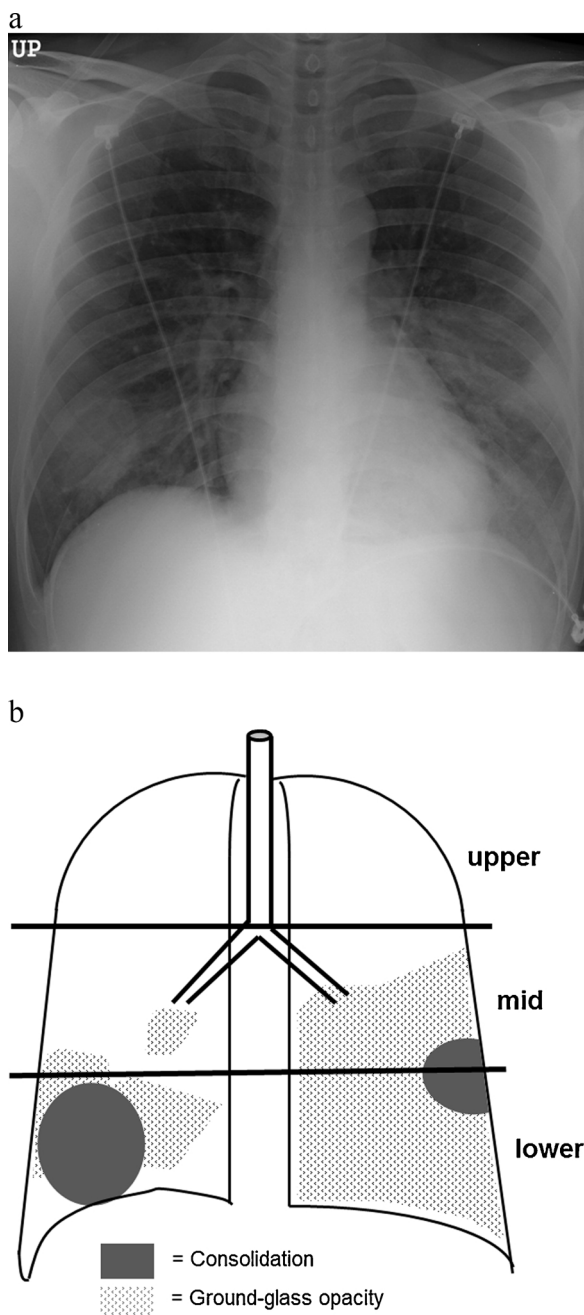 a
UP
b
upper
mid
lower
= Consolidation
= Ground-glass opacity